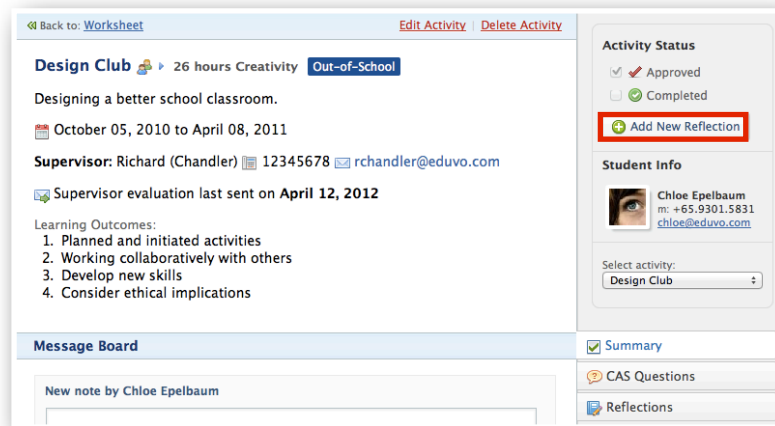 Back to: Worksheet
Edit Activity | Delete Activity
Design Club 26 hours Creativity Out-of-School
Designing a better school classroom.
October 05, 2010 to April 08, 2011
Supervisor: Richard (Chandler) 12345678 rchandler@eduvo.com
Supervisor evaluation last sent on April 12, 2012
Learning Outcomes:
1. Planned and initiated activities
2. Working collaboratively with others
3. Develop new skills
4. Consider ethical implications
Message Board
New note by Chloe Epelbaum
Activity Status
Approved
Completed
Add New Reflection
Student Info
Chloe Epelbaum
m: +65.9301.5831
chloe@eduvo.com
Select activity:
Design Club
Summary
CAS Questions
Reflections